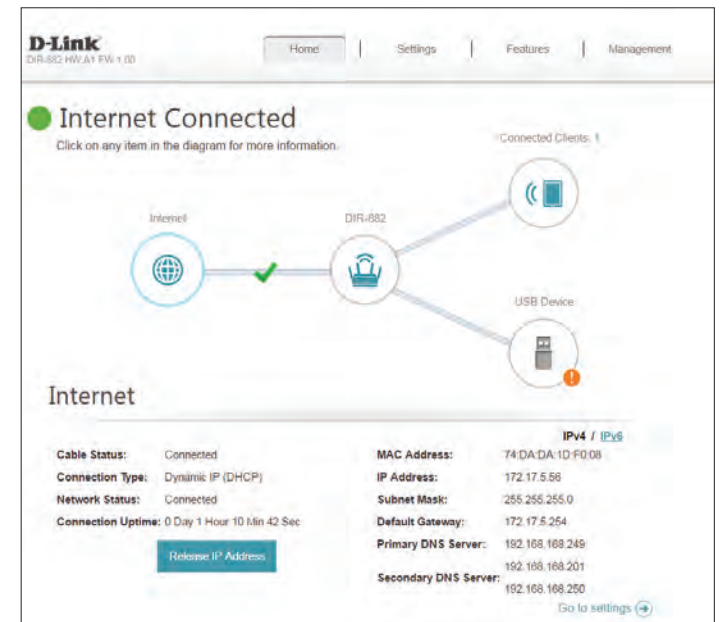 D-Link
DIR-882 HW:A1 FW:1.00
Home | Settings | Features | Management
Internet Connected
Click on any item in the diagram for more information.
Connected Clients: 1
Internet
DIR-882
USB Device
Internet
IPv4 / IPv6
Cable Status: Connected
MAC Address: 74:DA:DA:1D:F0:08
Connection Type: Dynamic IP (DHCP)
IP Address: 172.17.5.56
Network Status: Connected
Subnet Mask: 255.255.255.0
Connection Uptime: 0 Day 1 Hour 10 Min 42 Sec
Default Gateway: 172.17.5.254
Release IP Address
Primary DNS Server: 192.168.168.249
192.168.168.201
Secondary DNS Server:
192.168.168.250
Go to settings